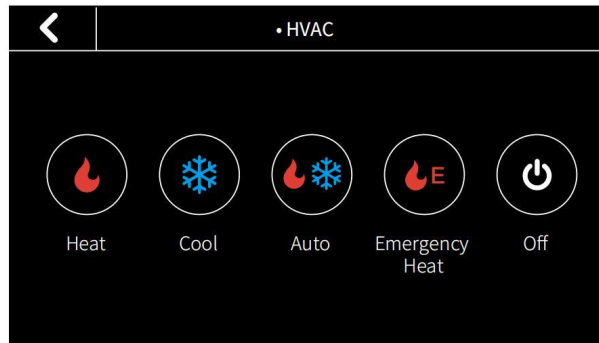 • HVAC
E
Heat
Cool
Auto
Emergency
Heat
Off